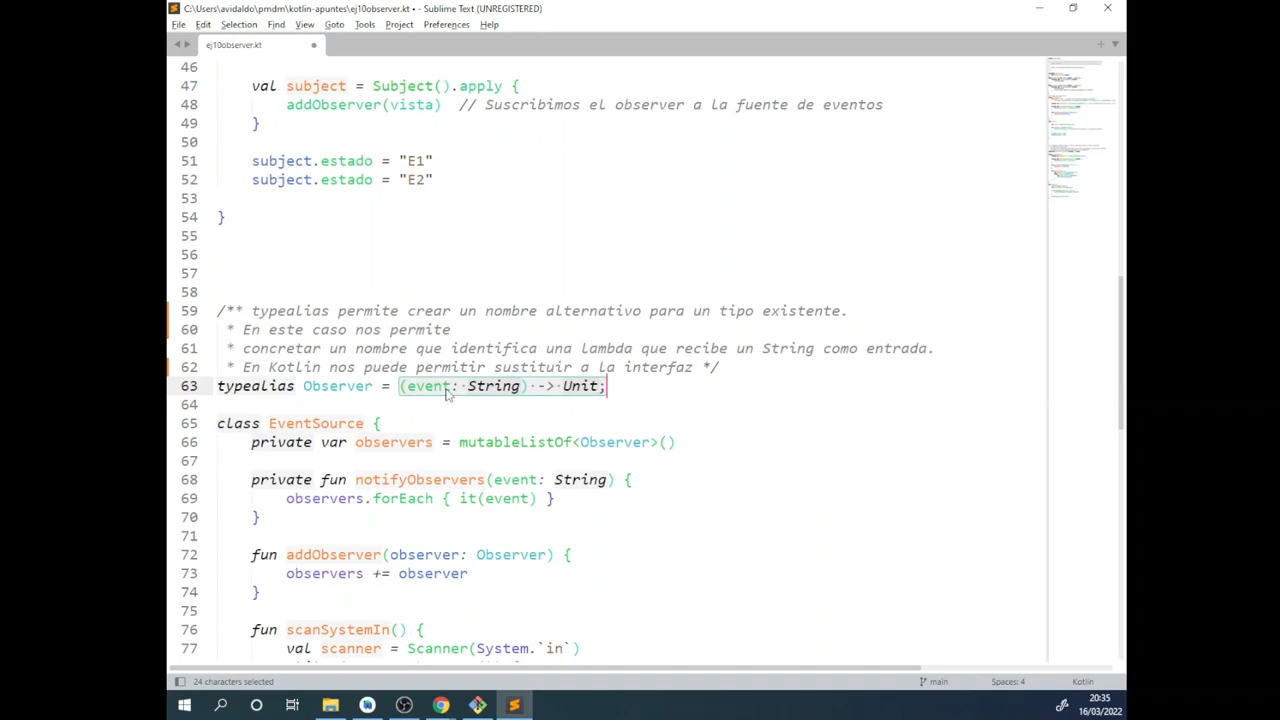 C:\Users\avidaldo\pmdm\kotlin-apuntes\ej10observer.kt • - Sublime Text (UNREGISTERED)
File Edit Selection Find View Goto Tools Project Preferences Help
ej10observer.kt
46
47 val subject = Subject().apply {
48 addObserver(vista) // Suscribimos el observer a la fuente de eventos
49 }
50
51 subject.estado = "E1"
52 subject.estado = "E2"
53
54 }
55
56
57
58
59 /** typealias permite crear un nombre alternativo para un tipo existente.
60 * En este caso nos permite
61 * concretar un nombre que identifica una lambda que recibe un String como entrada.
62 * En Kotlin nos puede permitir sustituir a la interfaz */
63 typealias Observer = (event: String) -> Unit;
64
65 class EventSource {
66 private var observers = mutableListOf<Observer>()
67
68 private fun notifyObservers(event: String) {
69 observers.forEach { it(event) }
70 }
71
72 fun addObserver(observer: Observer) {
73 observers += observer
74 }
75
76 fun scanSystemIn() {
77 val scanner = Scanner(System.`in`)
24 characters selected main Spaces: 4 Kotlin
20:35
16/03/2022